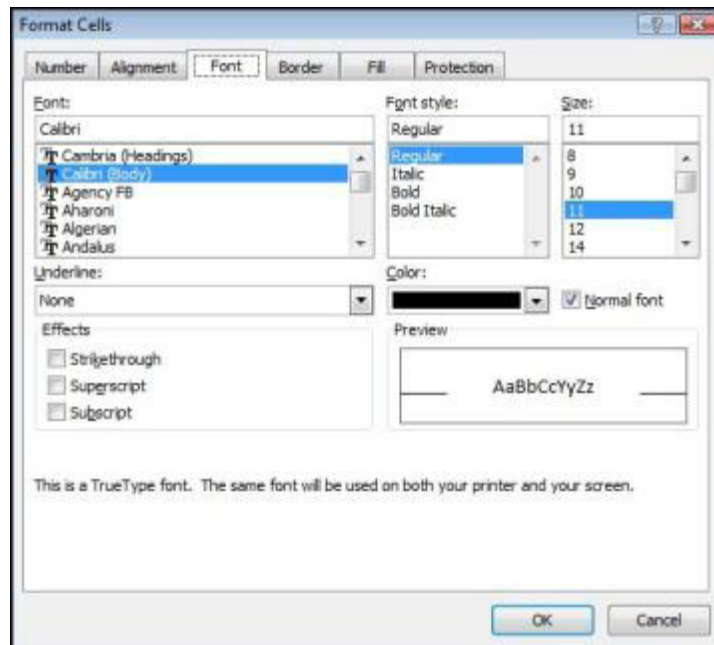 Format Cells
Number Alignment Font Border Fill Protection
Font: Font style: Size:
Calibri Regular 11
Cambria (Headings) Regular 8
Calibri (Body) Italic 9
Agency FB Bold 10
Aharoni Bold Italic 11
Algerian 12
Andalus 14
Underline: Color:
None Normal font
Effects Preview
Strikethrough
Superscript AaBbCcYyZz
Subscript
This is a TrueType font. The same font will be used on both your printer and your screen.
OK Cancel